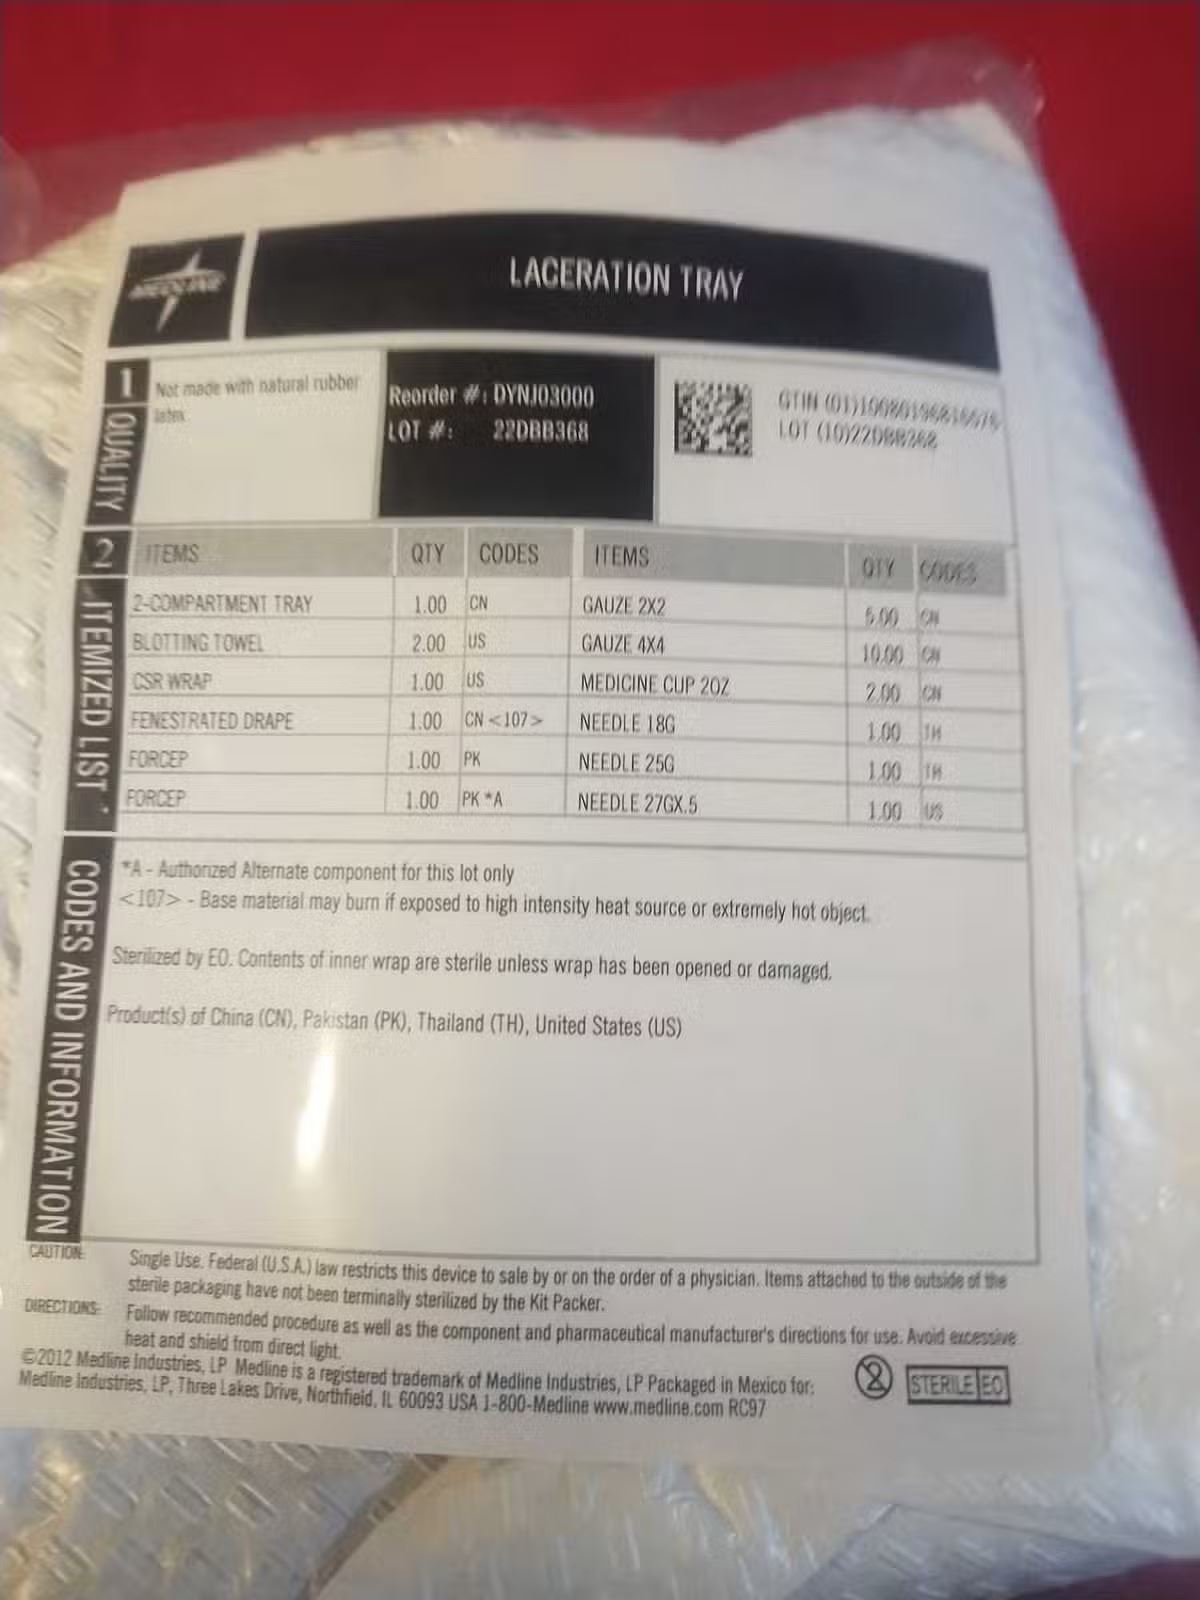 LACERATION TRAY
MEDLINE
1 QUALITY
Not made with natural rubber
latex
Reorder #: DYNJ03000
LOT #: 22DBB368
GTIN
LOT (10)22DBB368
2 ITEMIZED LIST
ITEMS QTY CODES ITEMS QTY CODES
2-COMPARTMENT TRAY 1.00 CN GAUZE 2X2 CN
BLOTTING TOWEL 2.00 US GAUZE 4X4 10.00 CN
CSR WRAP 1.00 US MEDICINE CUP 2OZ 2.00 CN
FENESTRATED DRAPE 1.00 CN <107> NEEDLE 18G 1.00 TH
FORCEP 1.00 PK NEEDLE 25G 1.00 TH
FORCEP 1.00 PK *A NEEDLE 27GX.5 1.00 US
CODES AND INFORMATION
*A - Authorized Alternate component for this lot only
<107> - Base material may burn if exposed to high intensity heat source or extremely hot object.
Sterilized by EO. Contents of inner wrap are sterile unless wrap has been opened or damaged.
Product(s) of China (CN), Pakistan (PK), Thailand (TH), United States (US)
CAUTION: Single Use. Federal (U.S.A.) law restricts this device to sale by or on the order of a physician. Items attached to the outside of the
sterile packaging have not been terminally sterilized by the Kit Packer.
DIRECTIONS: Follow recommended procedure as well as the component and pharmaceutical manufacturer's directions for use. Avoid excessive
heat and shield from direct light.
©2012 Medline Industries, LP Medline is a registered trademark of Medline Industries, LP Packaged in Mexico for:
Medline Industries, LP, Three Lakes Drive, Northfield, IL 60093 USA 1-800-Medline www.medline.com RC97
2
STERILE EO